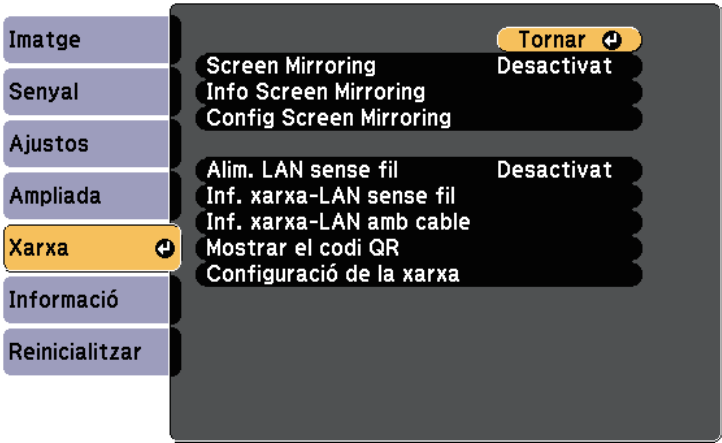 Imatge
Senyal
Ajustos
Ampliada
Xarxa
Informació
Reinicialitzar
Tornar
Screen Mirroring Desactivat
Info Screen Mirroring
Config Screen Mirroring
Alim. LAN sense fil Desactivat
Inf. xarxa-LAN sense fil
Inf. xarxa-LAN amb cable
Mostrar el codi QR
Configuració de la xarxa